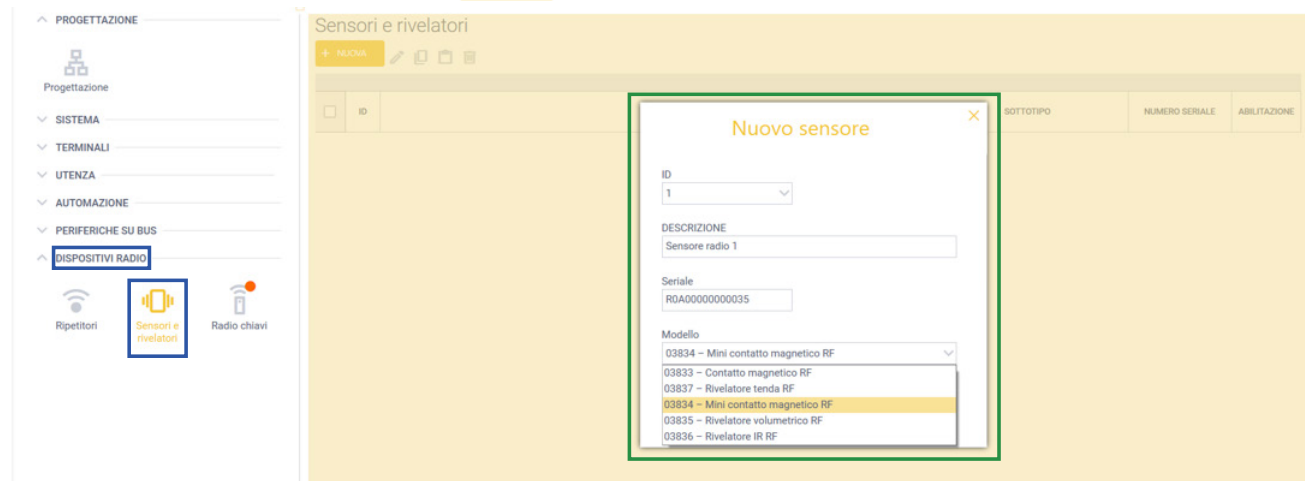 PROGETTAZIONE
Progettazione
SISTEMA
TERMINALI
UTENZA
AUTOMAZIONE
PERIFERICHE SU BUS
DISPOSITIVI RADIO
Ripetitori
Sensori e
rivelatori
Radio chiavi
Sensori e rivelatori
+ NUOVA
ID
SOTTOTIPO
NUMERO SERIALE
ABILITAZIONE
Nuovo sensore
ID
1
DESCRIZIONE
Sensore radio 1
Seriale
R0A00000000035
Modello
03834 – Mini contatto magnetico RF
03833 – Contatto magnetico RF
03837 – Rivelatore tenda RF
03834 – Mini contatto magnetico RF
03835 – Rivelatore volumetrico RF
03836 – Rivelatore IR RF